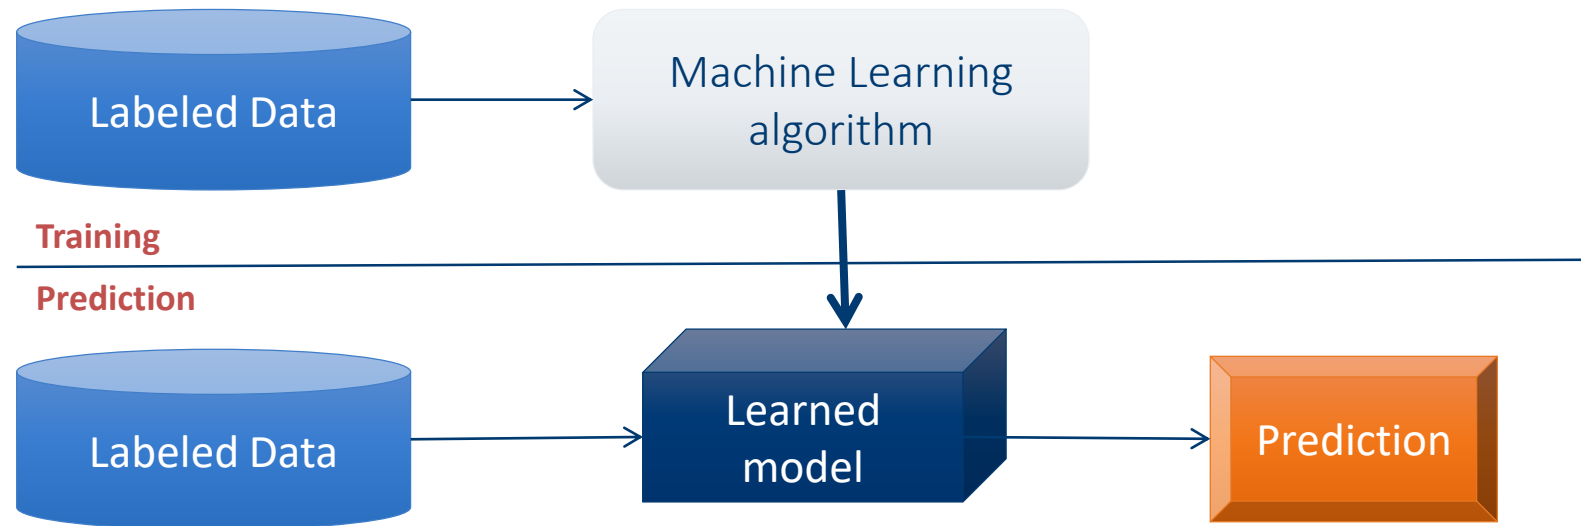 Labeled Data
Machine Learning
algorithm
Training
Prediction
Labeled Data
Learned
model
Prediction